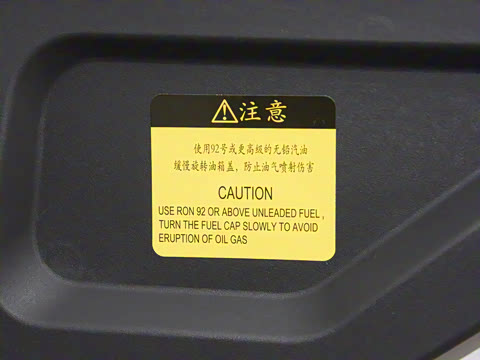 注意
使用92号或更高级的无铅汽油
缓慢旋转油箱盖，防止油气喷射伤害
CAUTION
USE RON 92 OR ABOVE UNLEADED FUEL,
TURN THE FUEL CAP SLOWLY TO AVOID
ERUPTION OF OIL GAS